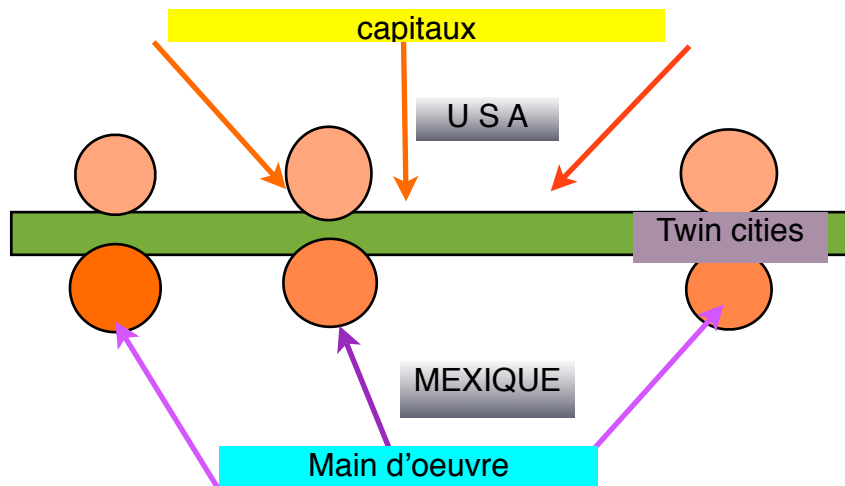 capitaux
U S A
Twin cities
MEXIQUE
Main d'oeuvre